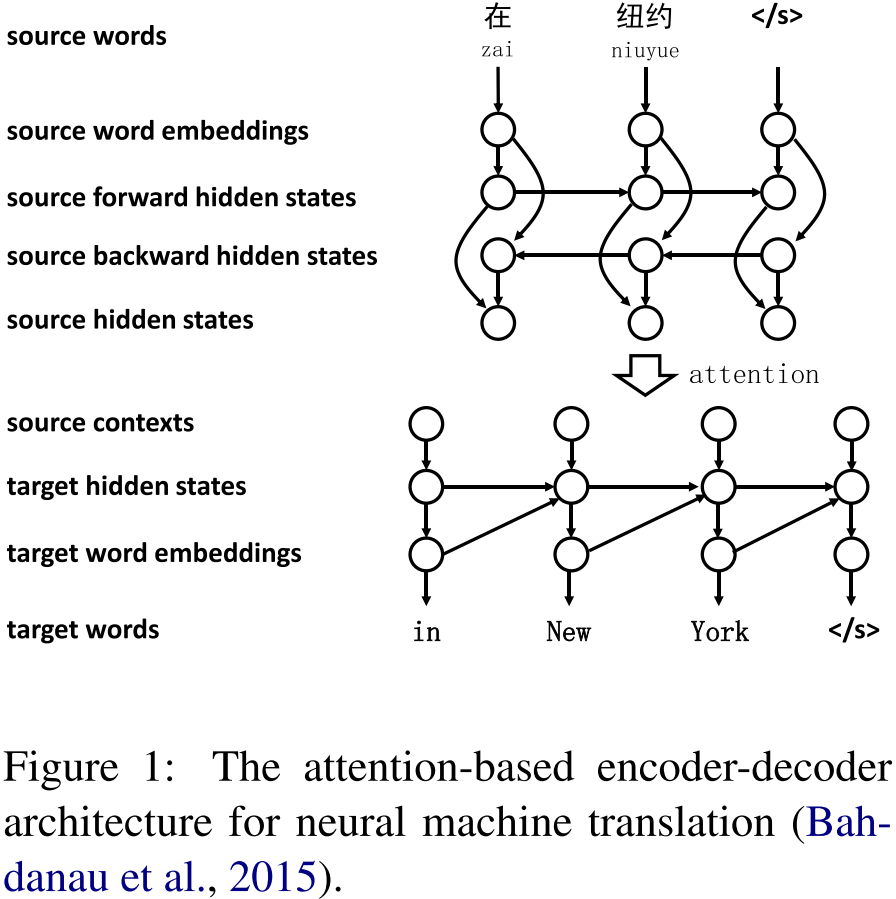 source words
在 纽约 </s>
zai niuyue
source word embeddings
source forward hidden states
source backward hidden states
source hidden states
attention
source contexts
target hidden states
target word embeddings
target words
in New York </s>
Figure 1: The attention-based encoder-decoder
architecture for neural machine translation (Bah-
danau et al., 2015).